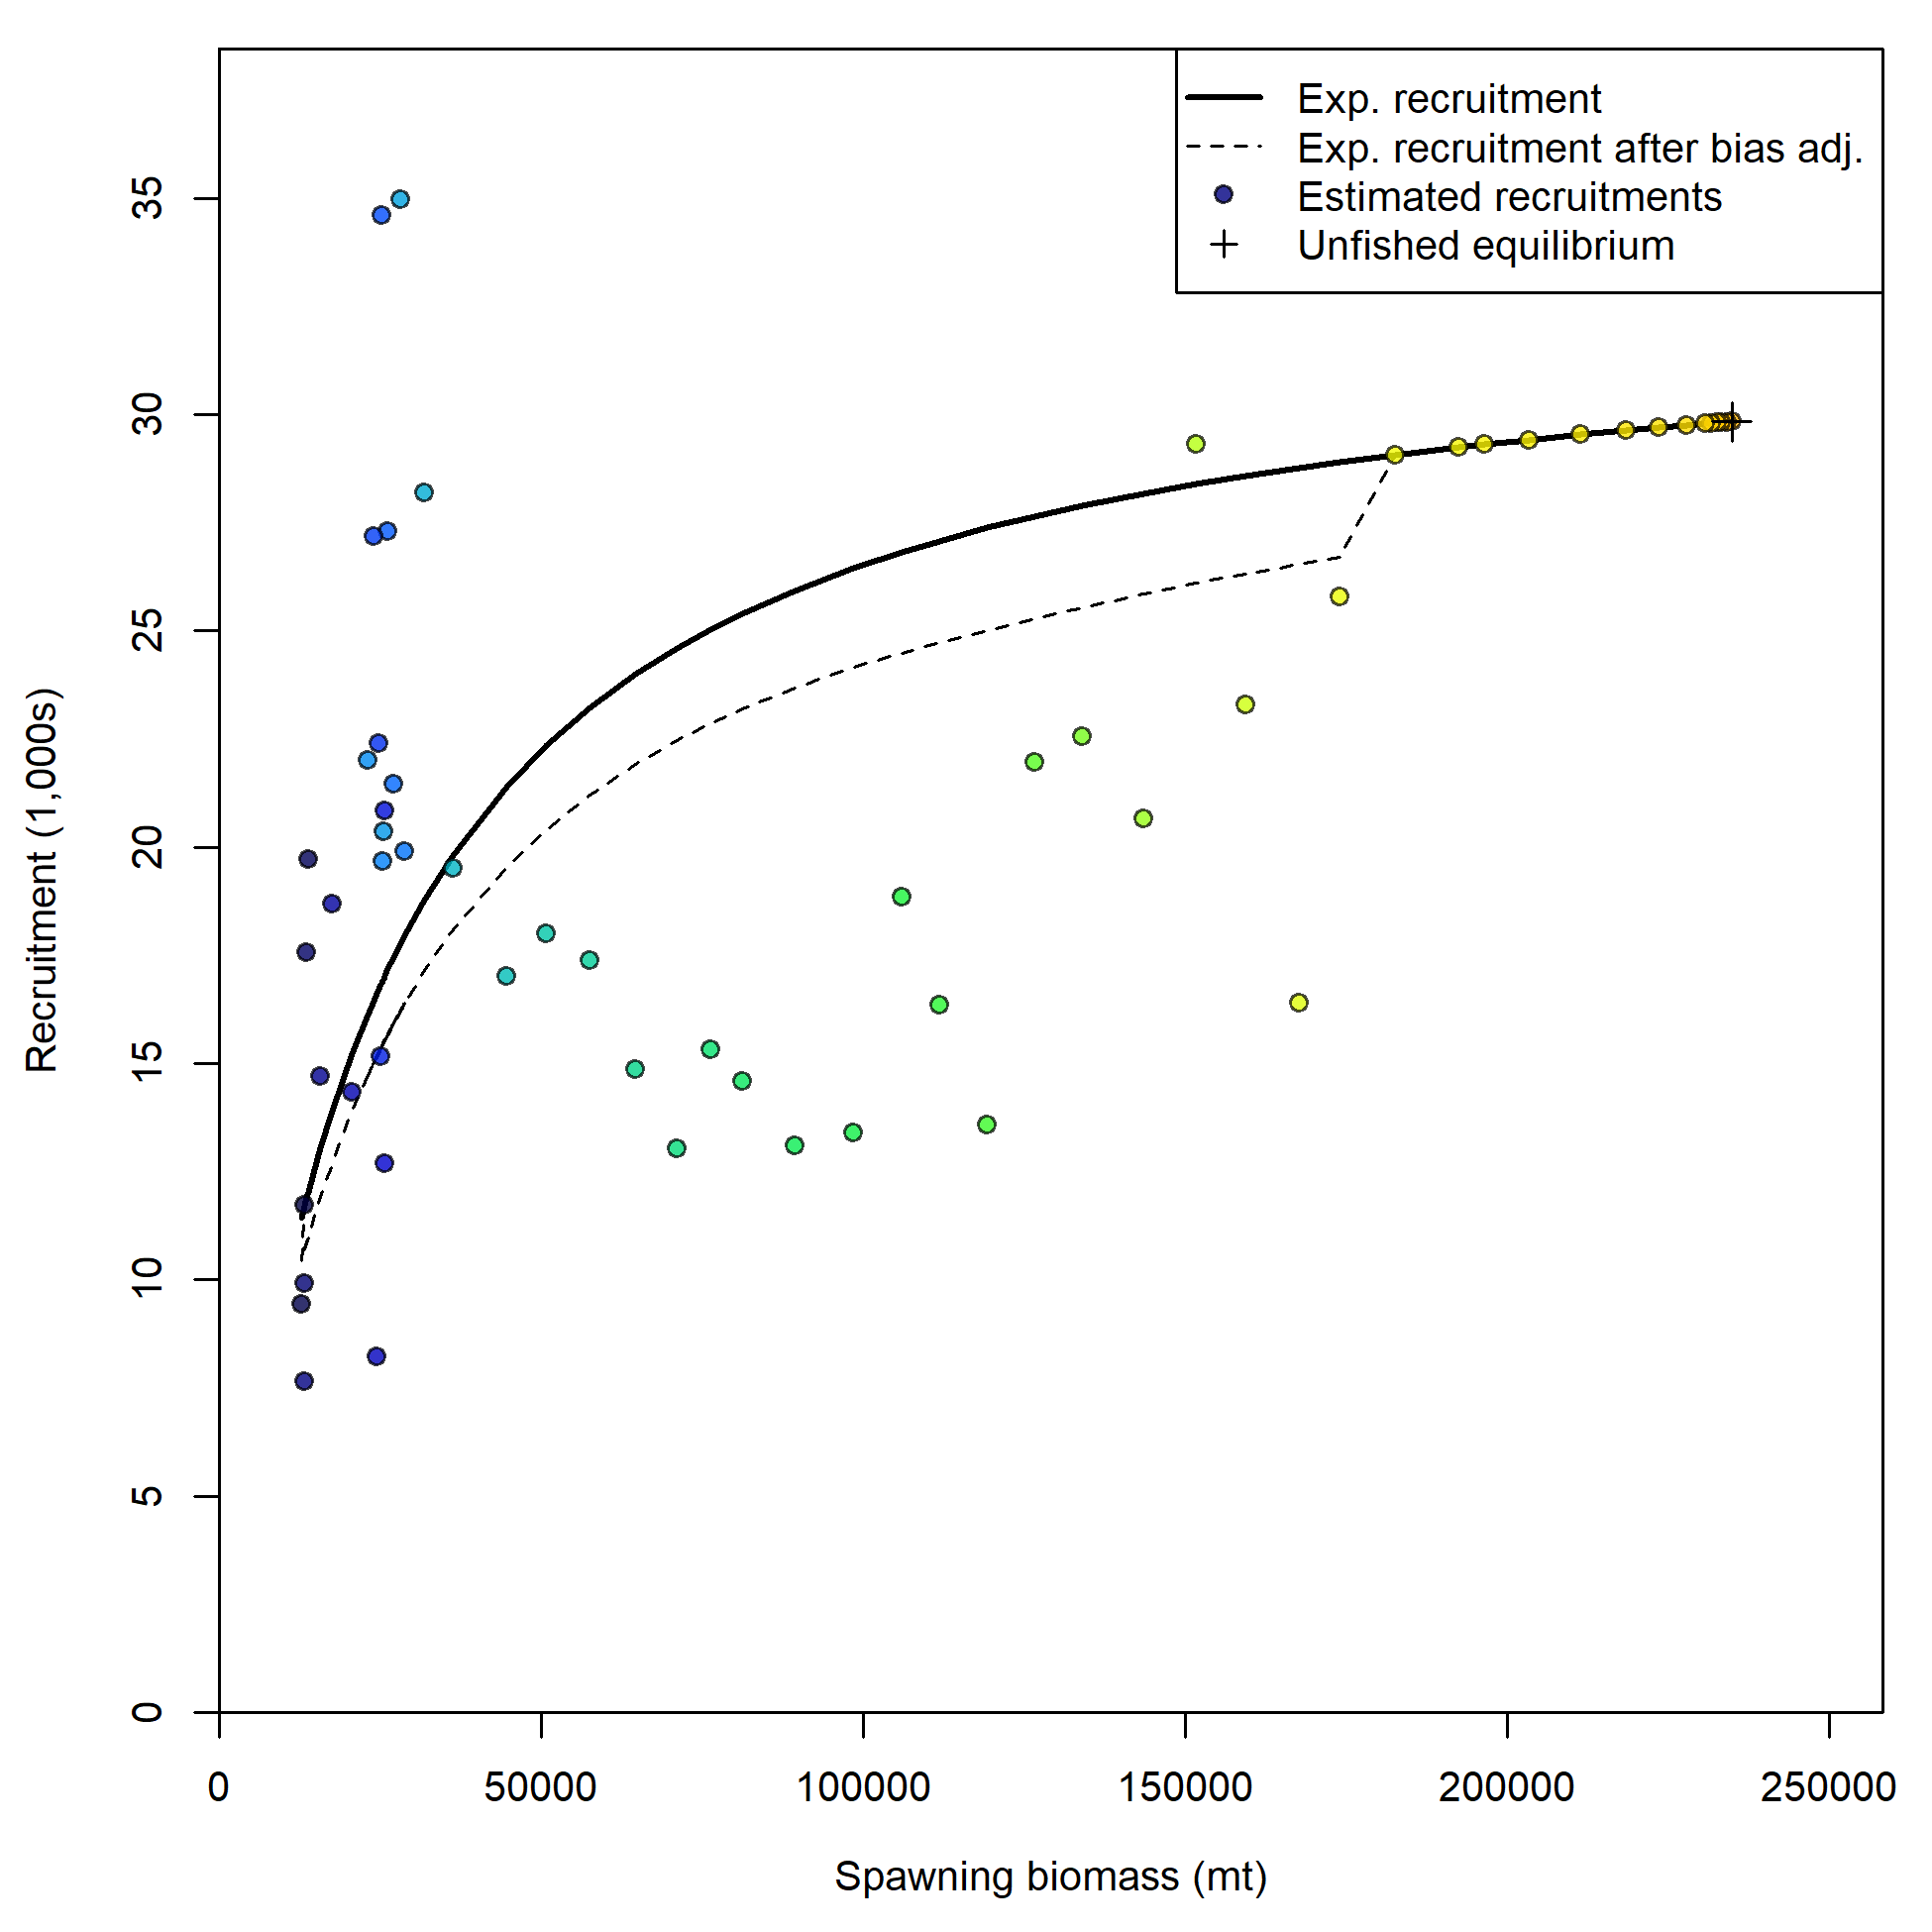 Exp. recruitment
Exp. recruitment after bias adj.
Estimated recruitments
Unfished equilibrium
35
30
25
20
15
10
5
0
Recruitment (1,000s)
0 50000 100000 150000 200000 250000
Spawning biomass (mt)